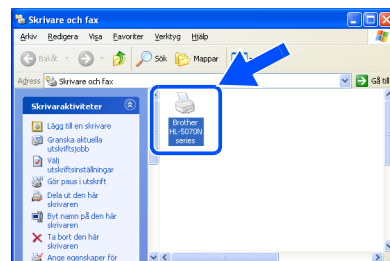 Skrivare och fax
Arkiv Redigera Visa Favoriter Verktyg Hjälp
Bakåt Sök Mappar
Adress Skrivare och fax Gå till
Skrivaraktiviteter
Lägg till en skrivare
Granska aktuella
utskriftsjobb
Välj
utskriftsinställningar
Gör paus i utskrift
Dela ut den här
skrivaren
Byt namn på den här
skrivaren
Ta bort den här
skrivaren
Ange egenskaper för
Brother
HL-5070N
series